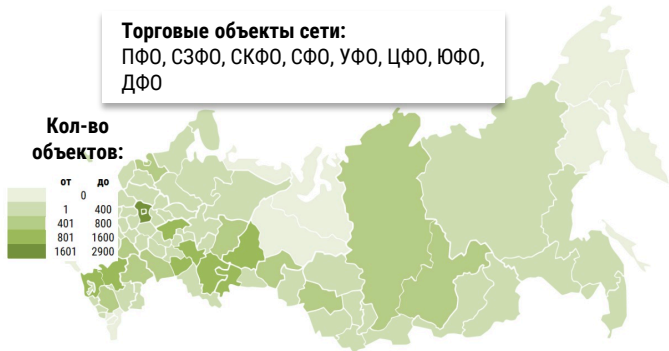 Торговые объекты сети:
ПФО, СЗФО, СКФО, СФО, УФО, ЦФО, ЮФО,
ДФО
Кол-во
объектов:
от до
0
1 400
401 800
801 1600
1601 2900